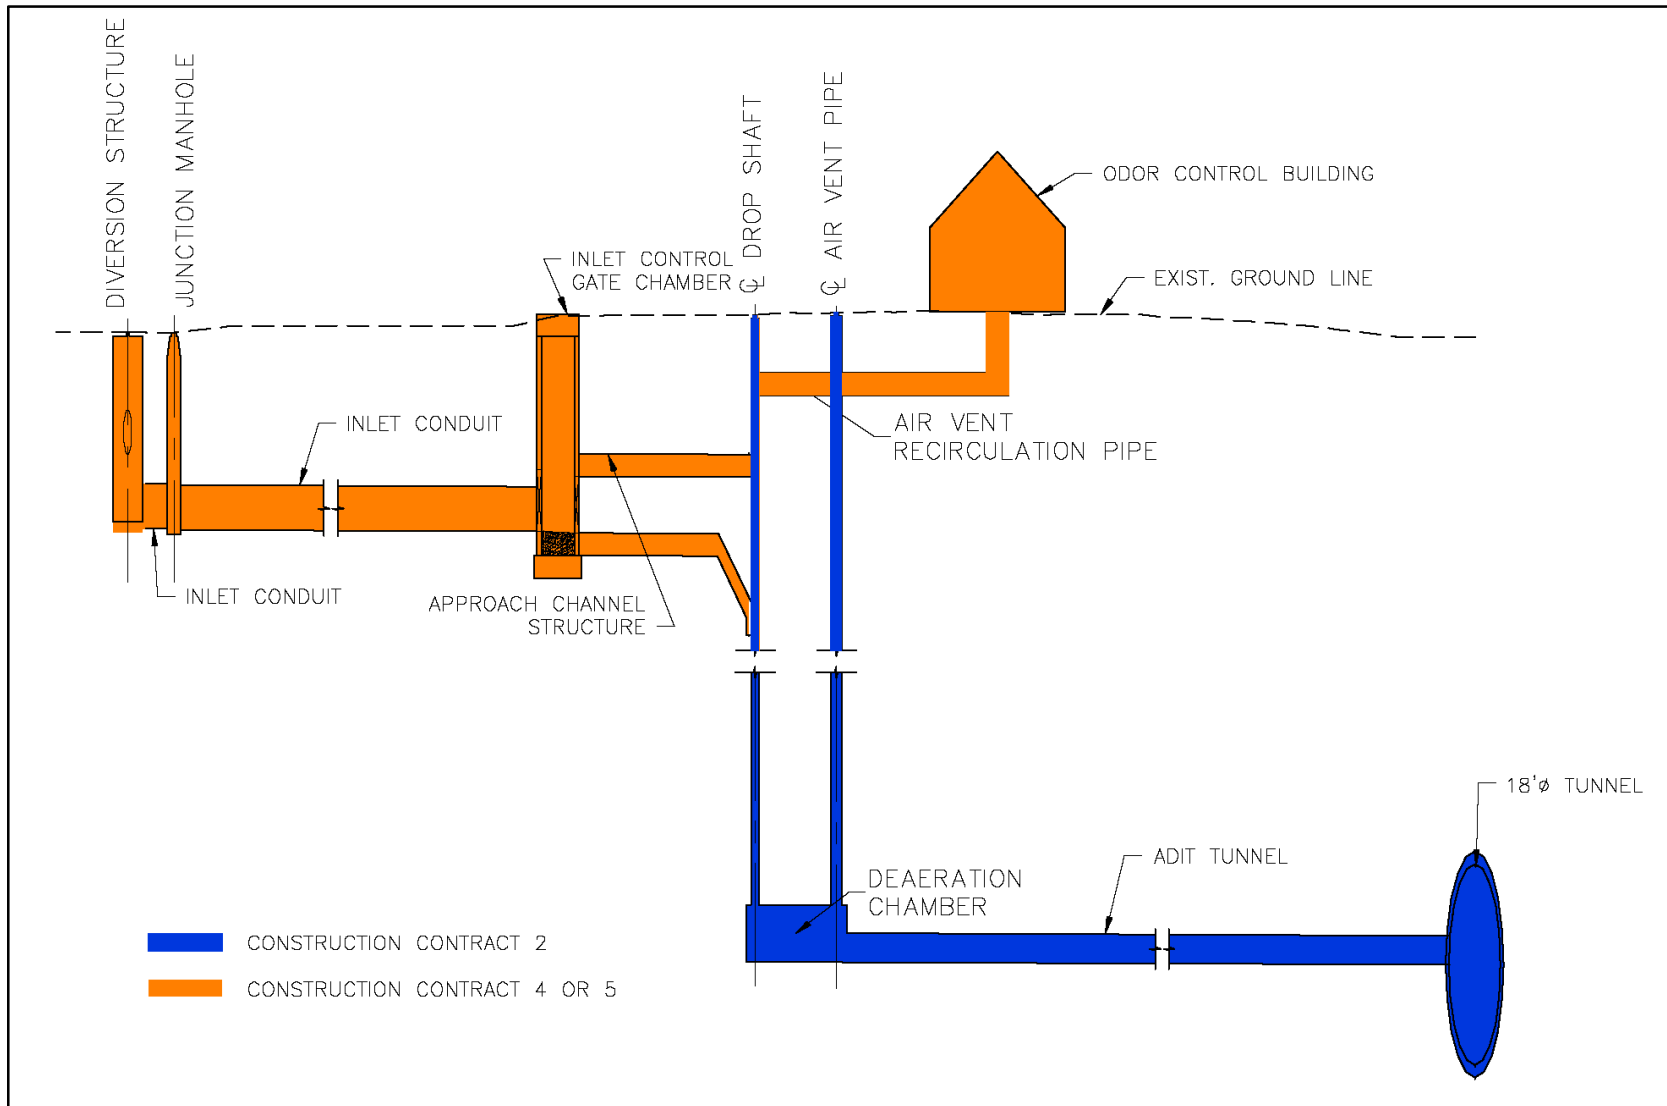 DIVERSION STRUCTURE
JUNCTION MANHOLE
℄ DROP SHAFT
℄ AIR VENT PIPE
ODOR CONTROL BUILDING
INLET CONTROL
GATE CHAMBER
EXIST. GROUND LINE
INLET CONDUIT
AIR VENT
RECIRCULATION PIPE
INLET CONDUIT
APPROACH CHANNEL
STRUCTURE
18'ø TUNNEL
ADIT TUNNEL
DEAERATION
CHAMBER
CONSTRUCTION CONTRACT 2
CONSTRUCTION CONTRACT 4 OR 5